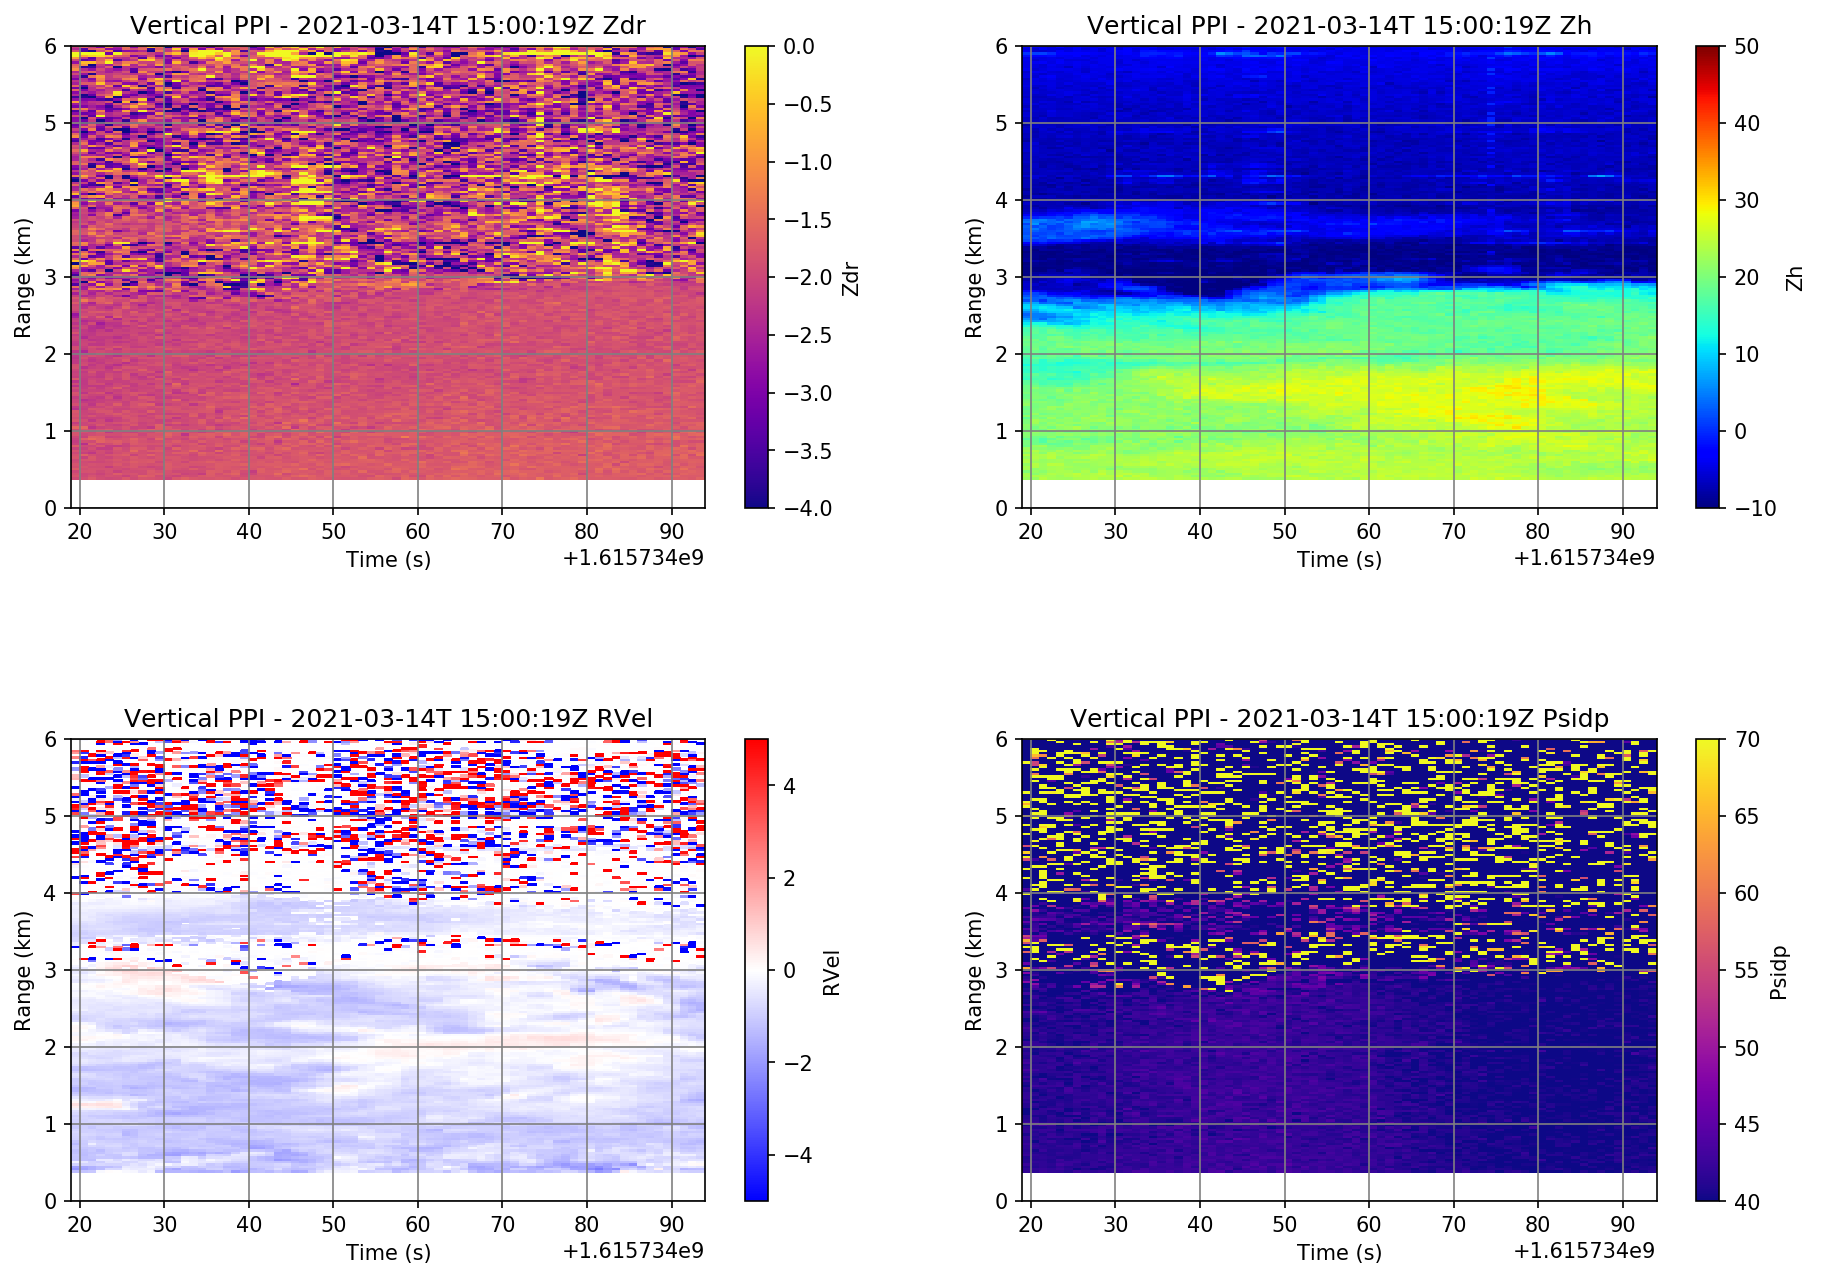 Vertical PPI - 2021-03-14T 15:00:19Z Zdr
6
5
4
3
2
1
0
Range (km)
20 30 40 50 60 70 80 90
Time (s)
+1.615734e9
0.0
−0.5
−1.0
−1.5
−2.0
−2.5
−3.0
−3.5
−4.0
Zdr
Vertical PPI - 2021-03-14T 15:00:19Z Zh
6
5
4
3
2
1
0
Range (km)
20 30 40 50 60 70 80 90
Time (s)
+1.615734e9
50
40
30
20
10
0
−10
Zh
Vertical PPI - 2021-03-14T 15:00:19Z RVel
6
5
4
3
2
1
0
Range (km)
20 30 40 50 60 70 80 90
Time (s)
+1.615734e9
4
2
0
−2
−4
RVel
Vertical PPI - 2021-03-14T 15:00:19Z Psidp
6
5
4
3
2
1
0
Range (km)
20 30 40 50 60 70 80 90
Time (s)
+1.615734e9
70
65
60
55
50
45
40
Psidp